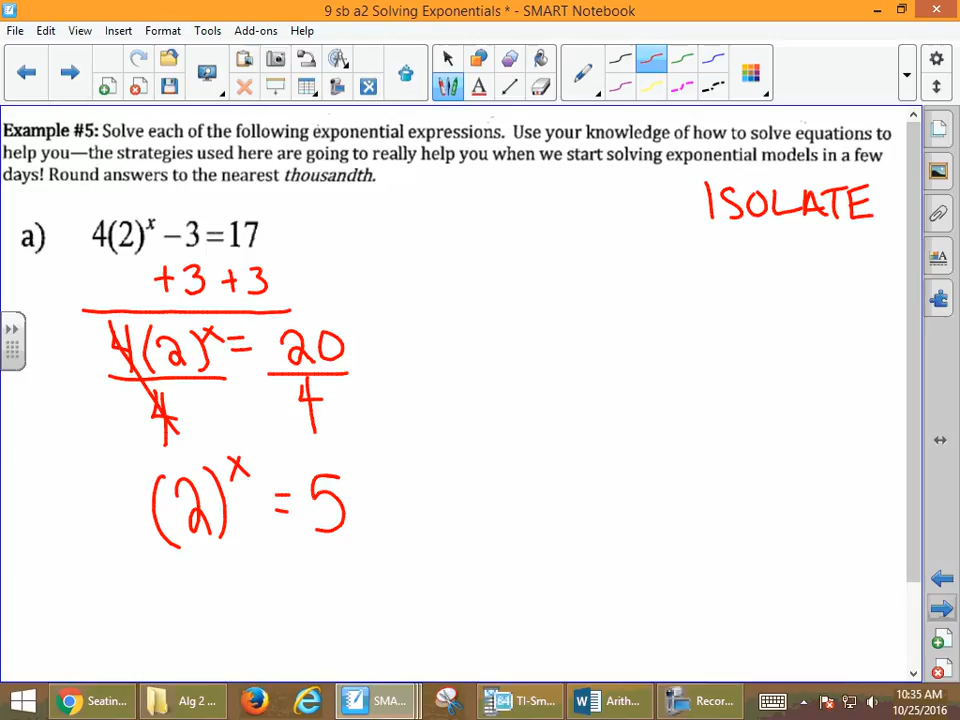 9 sb a2 Solving Exponentials * - SMART Notebook
File Edit View Insert Format Tools Add-ons Help
Example #5: Solve each of the following exponential expressions. Use your knowledge of how to solve equations to
help you—the strategies used here are going to really help you when we start solving exponential models in a few
days! Round answers to the nearest thousandth.
ISOLATE
a) 4(2)^x − 3 = 17
+3 +3
4(2)^x = 20
4 4
(2)^x = 5
Seatin... Alg 2 ... SMA... TI-Sm... Arith... Recor...
10:35 AM
10/25/2016